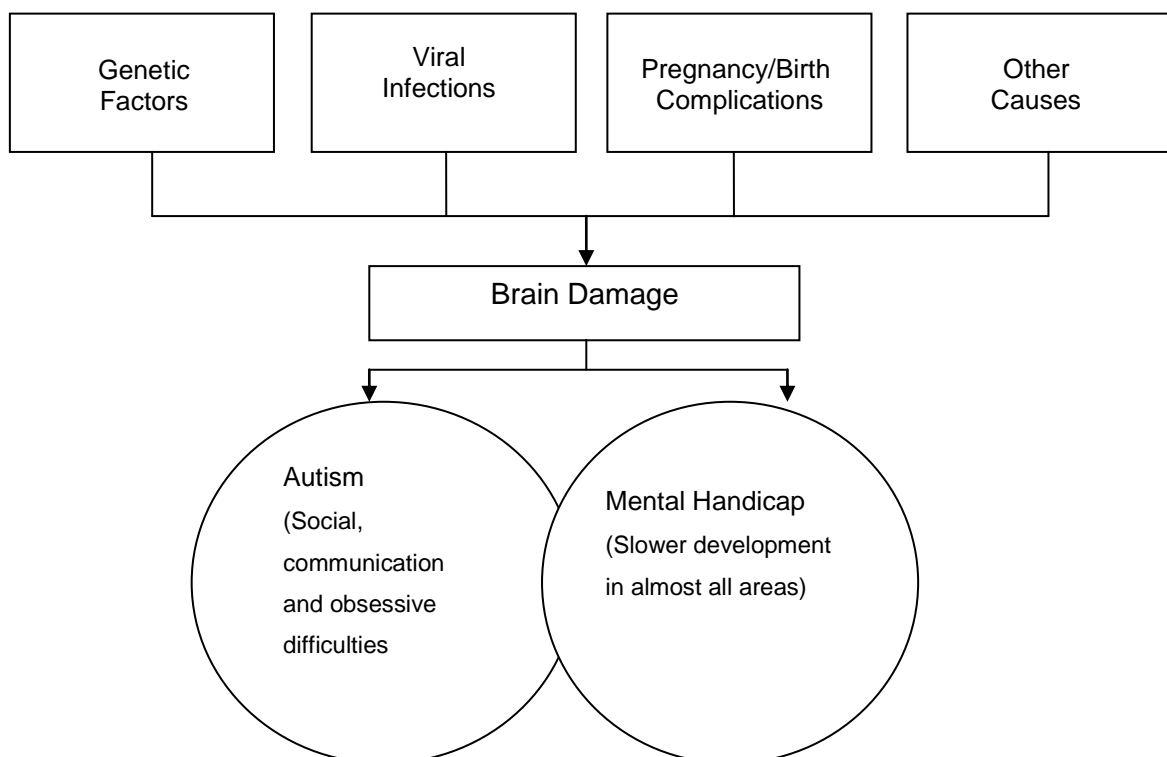 Genetic
Factors
Viral
Infections
Pregnancy/Birth
Complications
Other
Causes
Brain Damage
Autism
(Social,
communication
and obsessive
difficulties
Mental Handicap
(Slower development
in almost all areas)